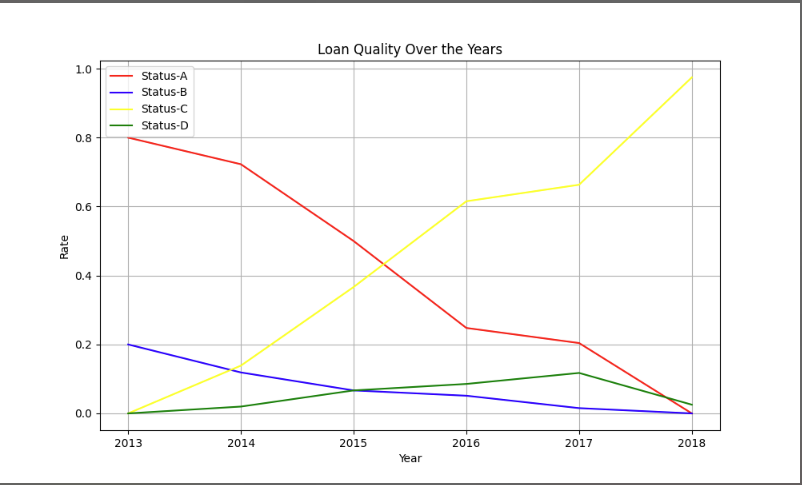 Loan Quality Over the Years
1.0
0.8
0.6
0.4
0.2
0.0
Rate
Status-A
Status-B
Status-C
Status-D
2013 2014 2015 2016 2017 2018
Year